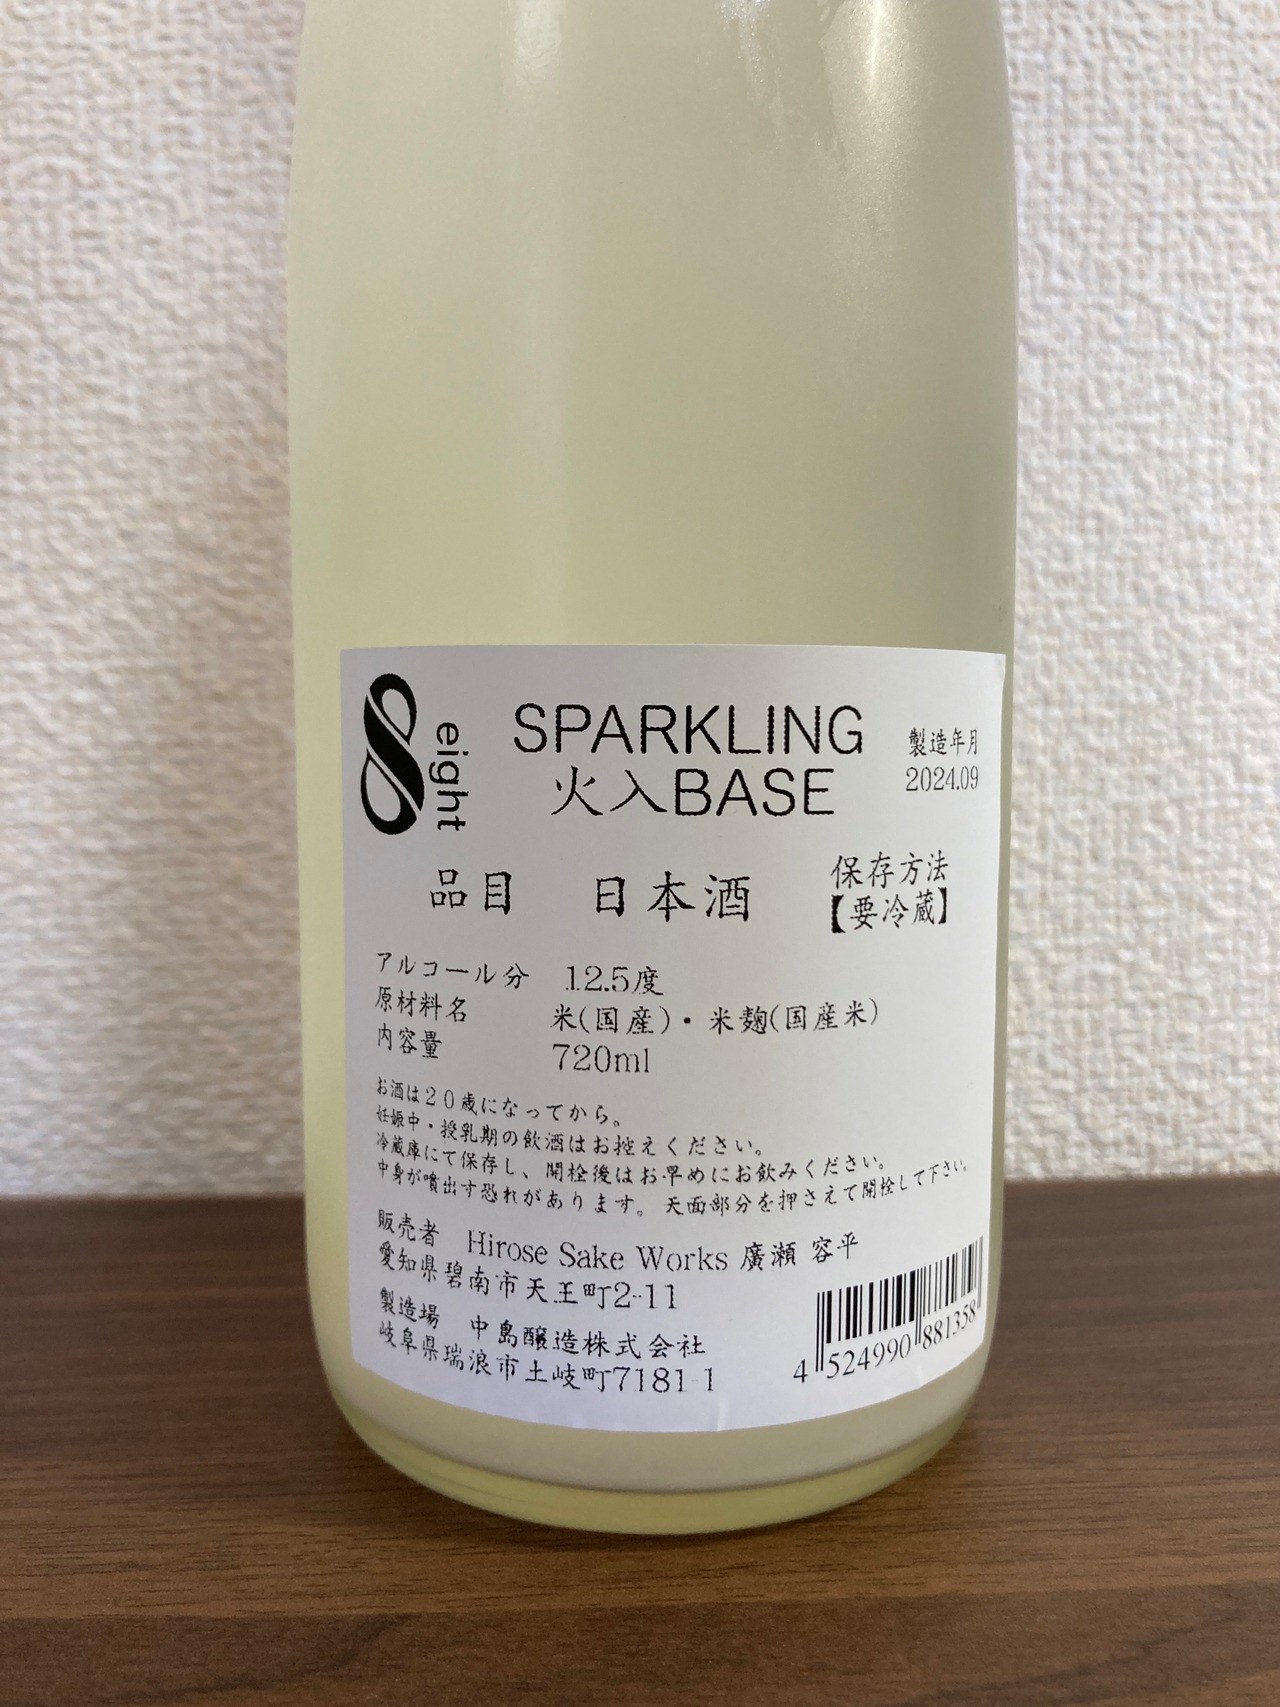 eight
SPARKLING
火入BASE
製造年月
2024.09
品目 日本酒
保存方法
【要冷蔵】
アルコール分 12.5度
原材料名 米(国産)・米麹(国産米)
内容量 720ml
お酒は20歳になってから。
妊娠中・授乳期の飲酒はお控えください。
冷蔵庫にて保存し、開栓後はお早めにお飲みください。
中身が噴出す恐れがあります。天面部分を押さえて開栓して下さい。
販売者 Hirose Sake Works 廣瀬 容平
愛知県碧南市天王町2-11
製造場 中島醸造株式会社
岐阜県瑞浪市土岐町7181-1
4 524990 881358